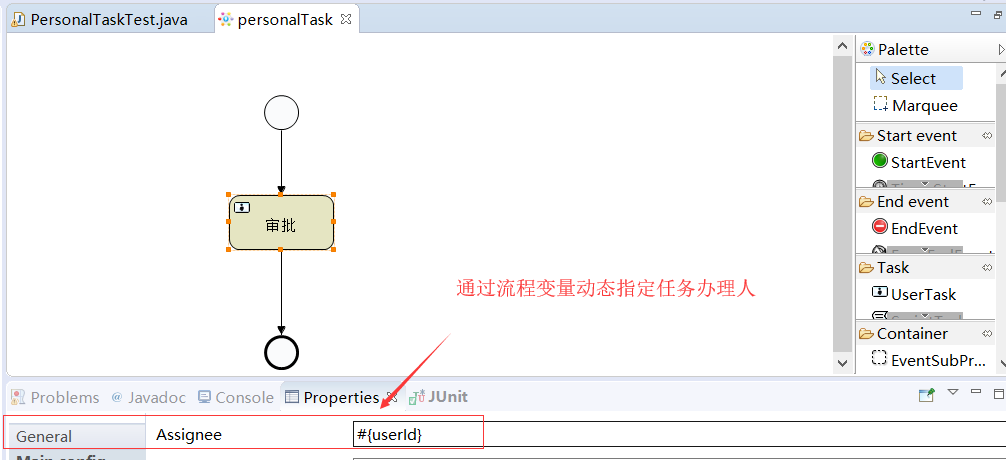 PersonalTaskTest.java
personalTask
Palette
Select
Marquee
Start event
StartEvent
End event
EndEvent
Task
UserTask
Container
EventSubPr...
审批
通过流程变量动态指定任务办理人
Problems
@ Javadoc
Console
Properties
JUnit
General
Assignee
#{userId}
Main config